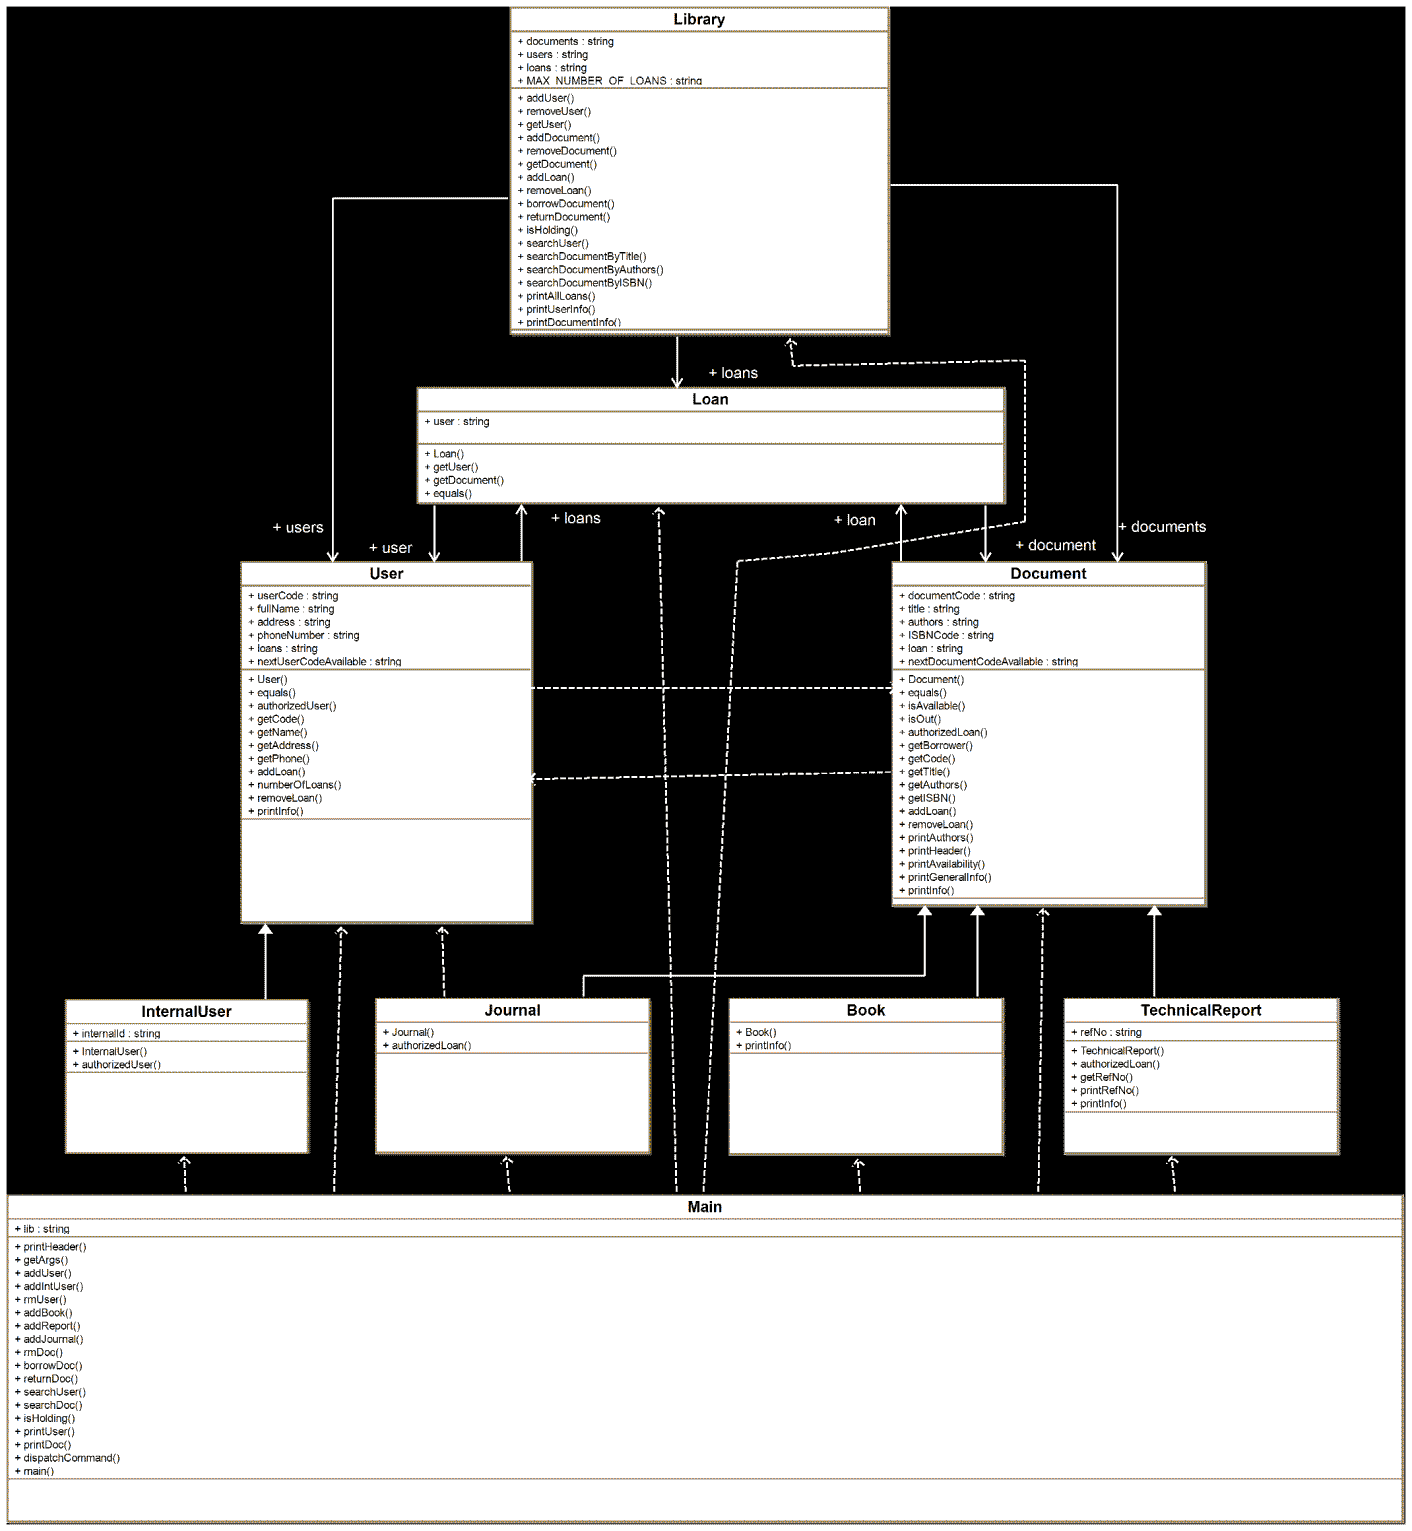 Library
+ documents : string
+ users : string
+ loans : string
+ MAX_NUMBER_OF_LOANS : string
+ addUser()
+ removeUser()
+ getUser()
+ addDocument()
+ removeDocument()
+ getDocument()
+ addLoan()
+ removeLoan()
+ borrowDocument()
+ returnDocument()
+ isHolding()
+ searchUser()
+ searchDocumentByTitle()
+ searchDocumentByAuthors()
+ searchDocumentByISBN()
+ printAllLoans()
+ printUserInfo()
+ printDocumentInfo()
+ loans
Loan
+ user : string
+ Loan()
+ getUser()
+ getDocument()
+ equals()
+ users
+ user
+ loans
+ loan
+ document
+ documents
User
+ userCode : string
+ fullName : string
+ address : string
+ phoneNumber : string
+ loans : string
+ nextUserCodeAvailable : string
+ User()
+ equals()
+ authorizedUser()
+ getCode()
+ getName()
+ getAddress()
+ getPhone()
+ addLoan()
+ numberOfLoans()
+ removeLoan()
+ printInfo()
Document
+ documentCode : string
+ title : string
+ authors : string
+ ISBNCode : string
+ loan : string
+ nextDocumentCodeAvailable : string
+ Document()
+ equals()
+ isAvailable()
+ isOut()
+ authorizedLoan()
+ getBorrower()
+ getCode()
+ getTitle()
+ getAuthors()
+ getISBN()
+ addLoan()
+ removeLoan()
+ printAuthors()
+ printHeader()
+ printAvailability()
+ printGeneralInfo()
+ printInfo()
InternalUser
+ internalId : string
+ InternalUser()
+ authorizedUser()
Journal
+ Journal()
+ authorizedLoan()
Book
+ Book()
+ printInfo()
TechnicalReport
+ refNo : string
+ TechnicalReport()
+ authorizedLoan()
+ getRefNo()
+ printRefNo()
+ printInfo()
Main
+ lib : string
+ printHeader()
+ getArgs()
+ addUser()
+ addIntUser()
+ rmUser()
+ addBook()
+ addReport()
+ addJournal()
+ rmDoc()
+ borrowDoc()
+ returnDoc()
+ searchUser()
+ searchDoc()
+ isHolding()
+ printUser()
+ printDoc()
+ dispatchCommand()
+ main()